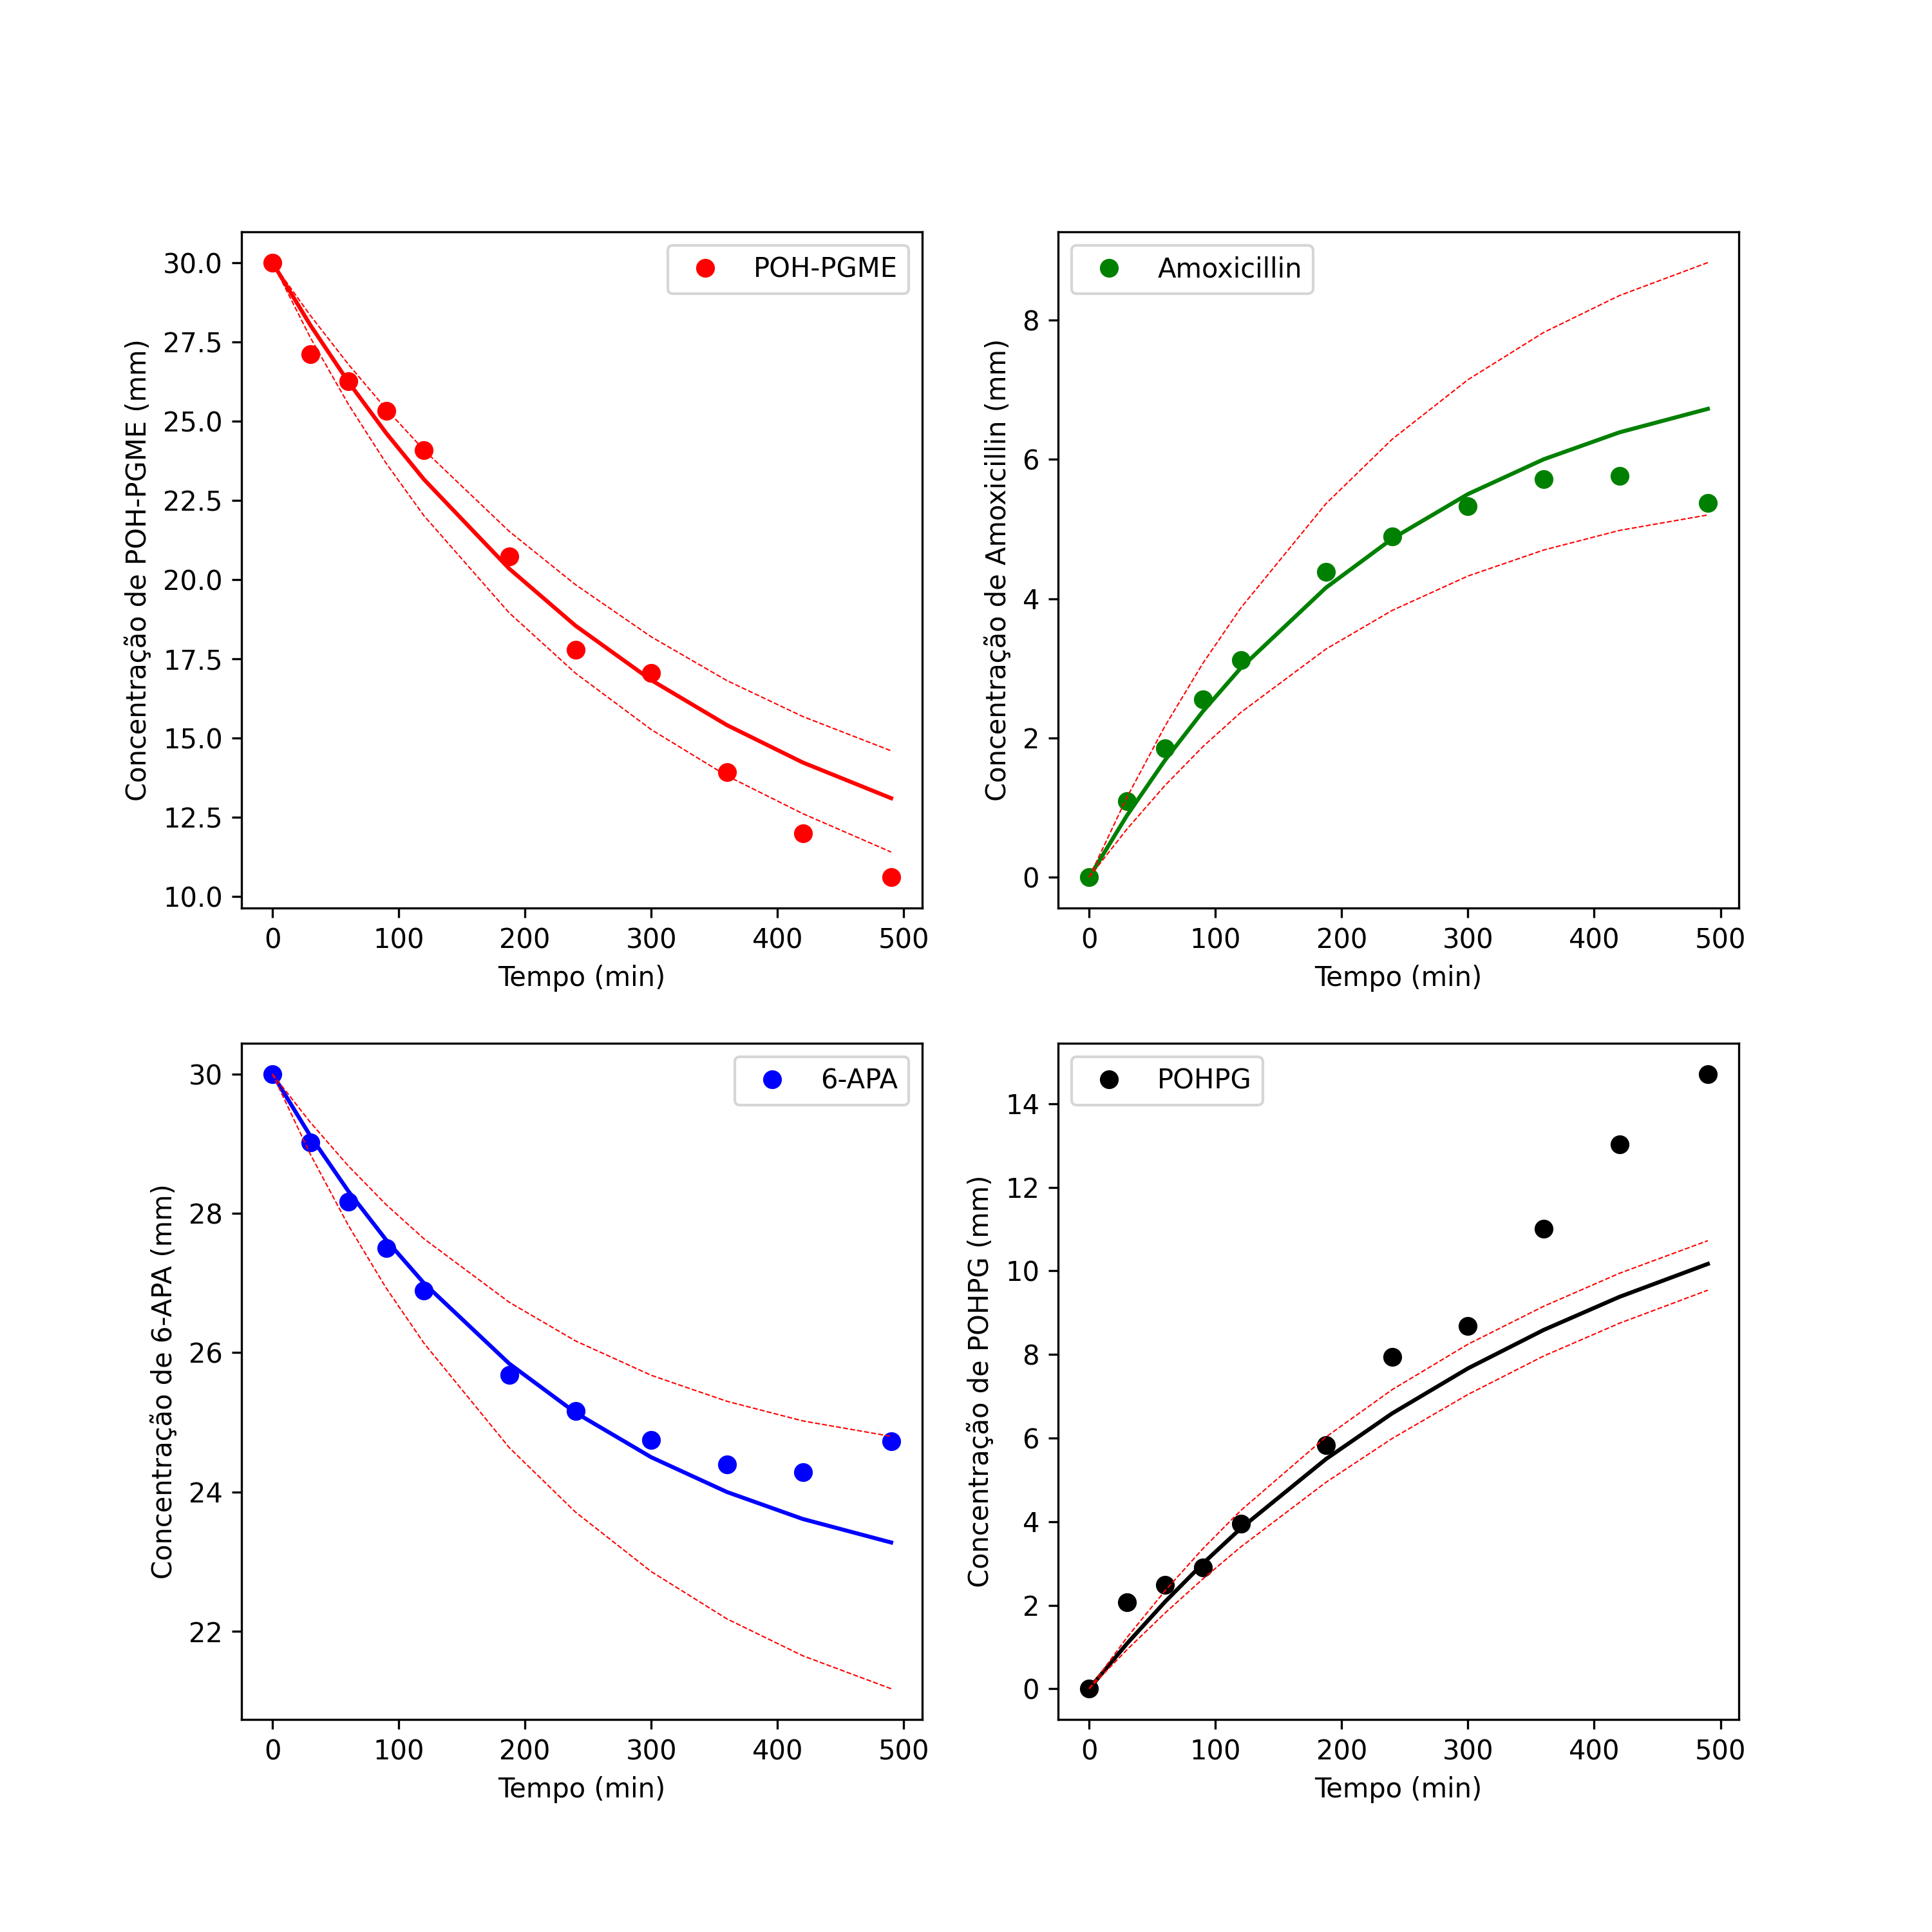 POH-PGME
Concentração de POH-PGME (mm)
30.0
27.5
25.0
22.5
20.0
17.5
15.0
12.5
10.0
0 100 200 300 400 500
Tempo (min)
Amoxicillin
Concentração de Amoxicillin (mm)
8
6
4
2
0
0 100 200 300 400 500
Tempo (min)
6-APA
Concentração de 6-APA (mm)
30
28
26
24
22
0 100 200 300 400 500
Tempo (min)
POHPG
Concentração de POHPG (mm)
14
12
10
8
6
4
2
0
0 100 200 300 400 500
Tempo (min)